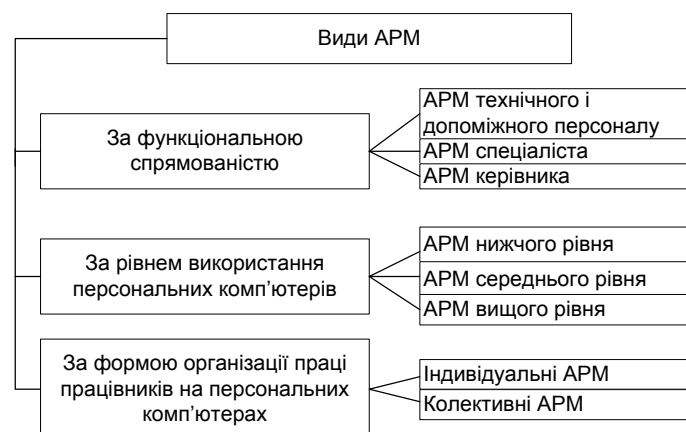 Види АРМ
За функціональною
спрямованістю
АРМ технічного і
допоміжного персоналу
АРМ спеціаліста
АРМ керівника
За рівнем використання
персональних комп'ютерів
АРМ нижчого рівня
АРМ середнього рівня
АРМ вищого рівня
За формою організації праці
працівників на персональних
комп'ютерах
Індивідуальні АРМ
Колективні АРМ